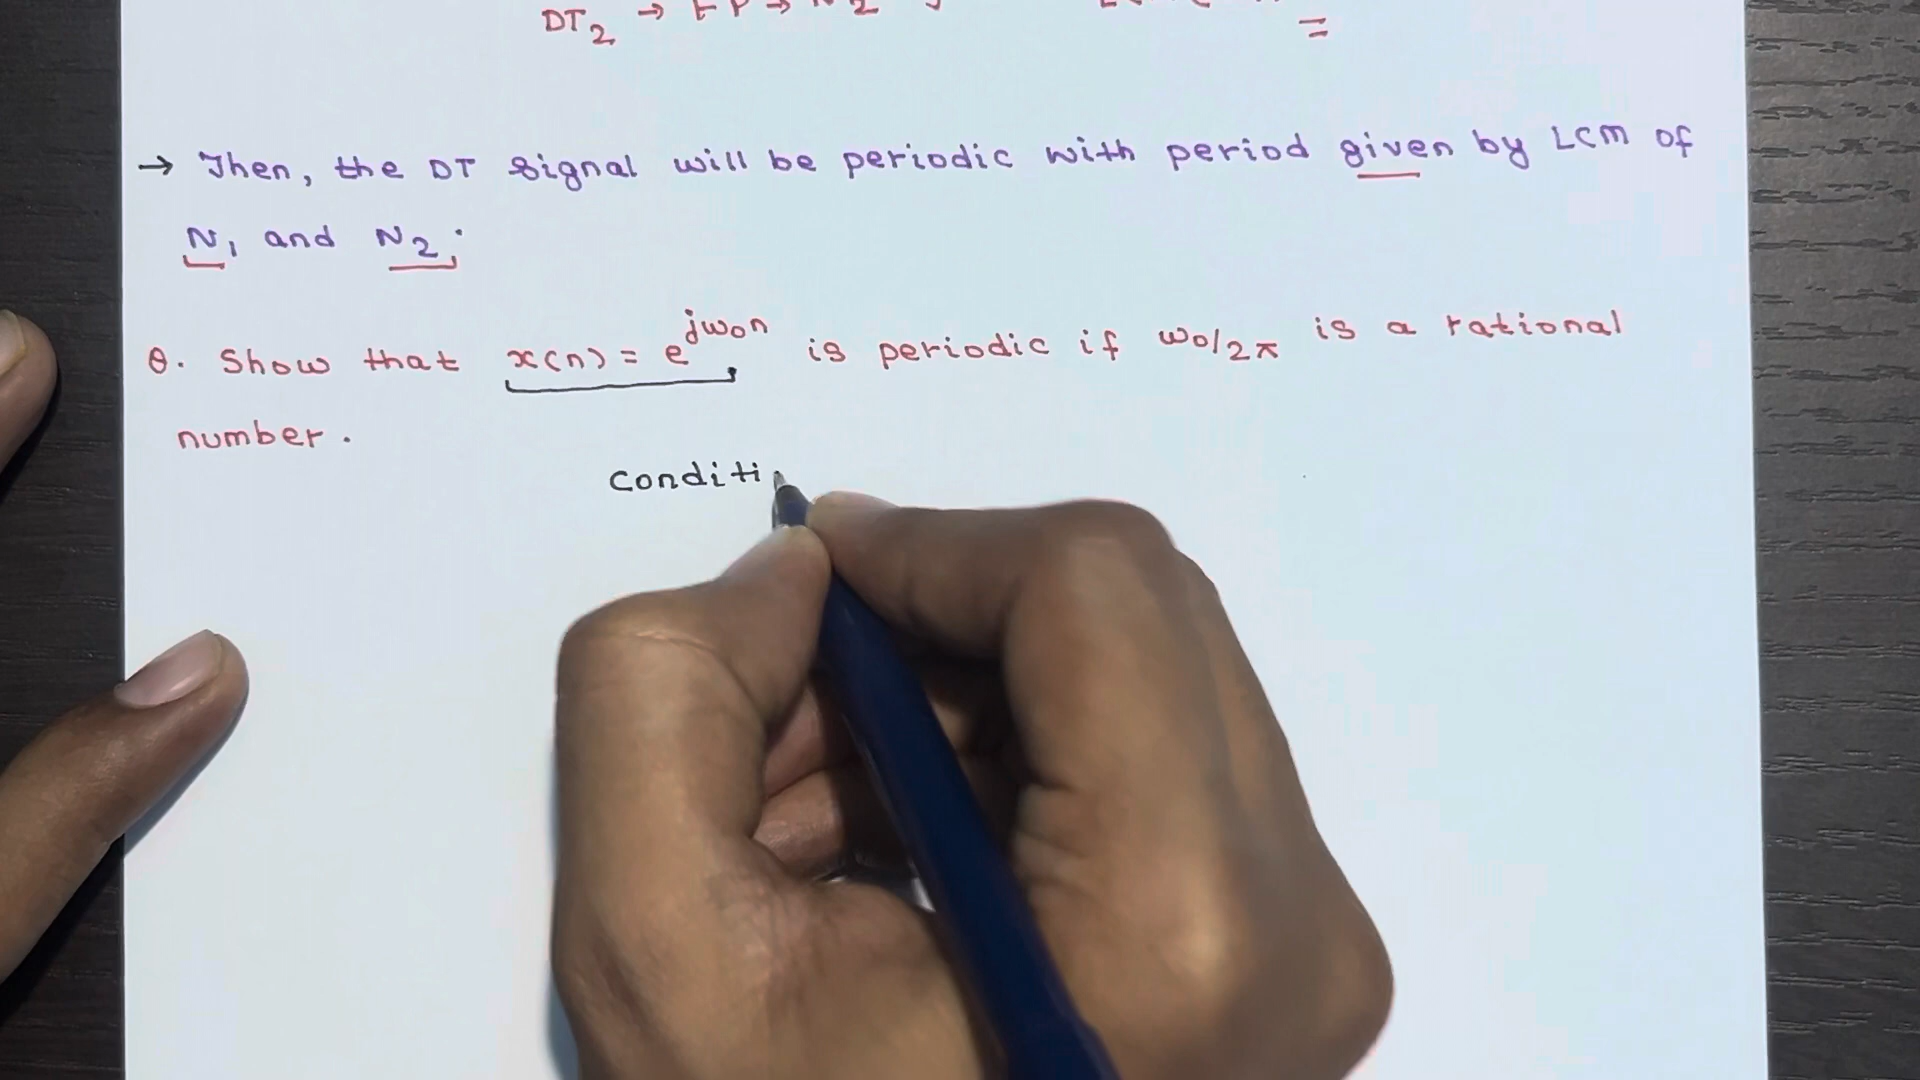 DT₂ →
=
→ Then, the DT signal will be periodic with period given by LCM of
N₁ and N₂.
Q. Show that x(n) = e^jω₀n is periodic if ω₀/2π is a rational
number.
conditi